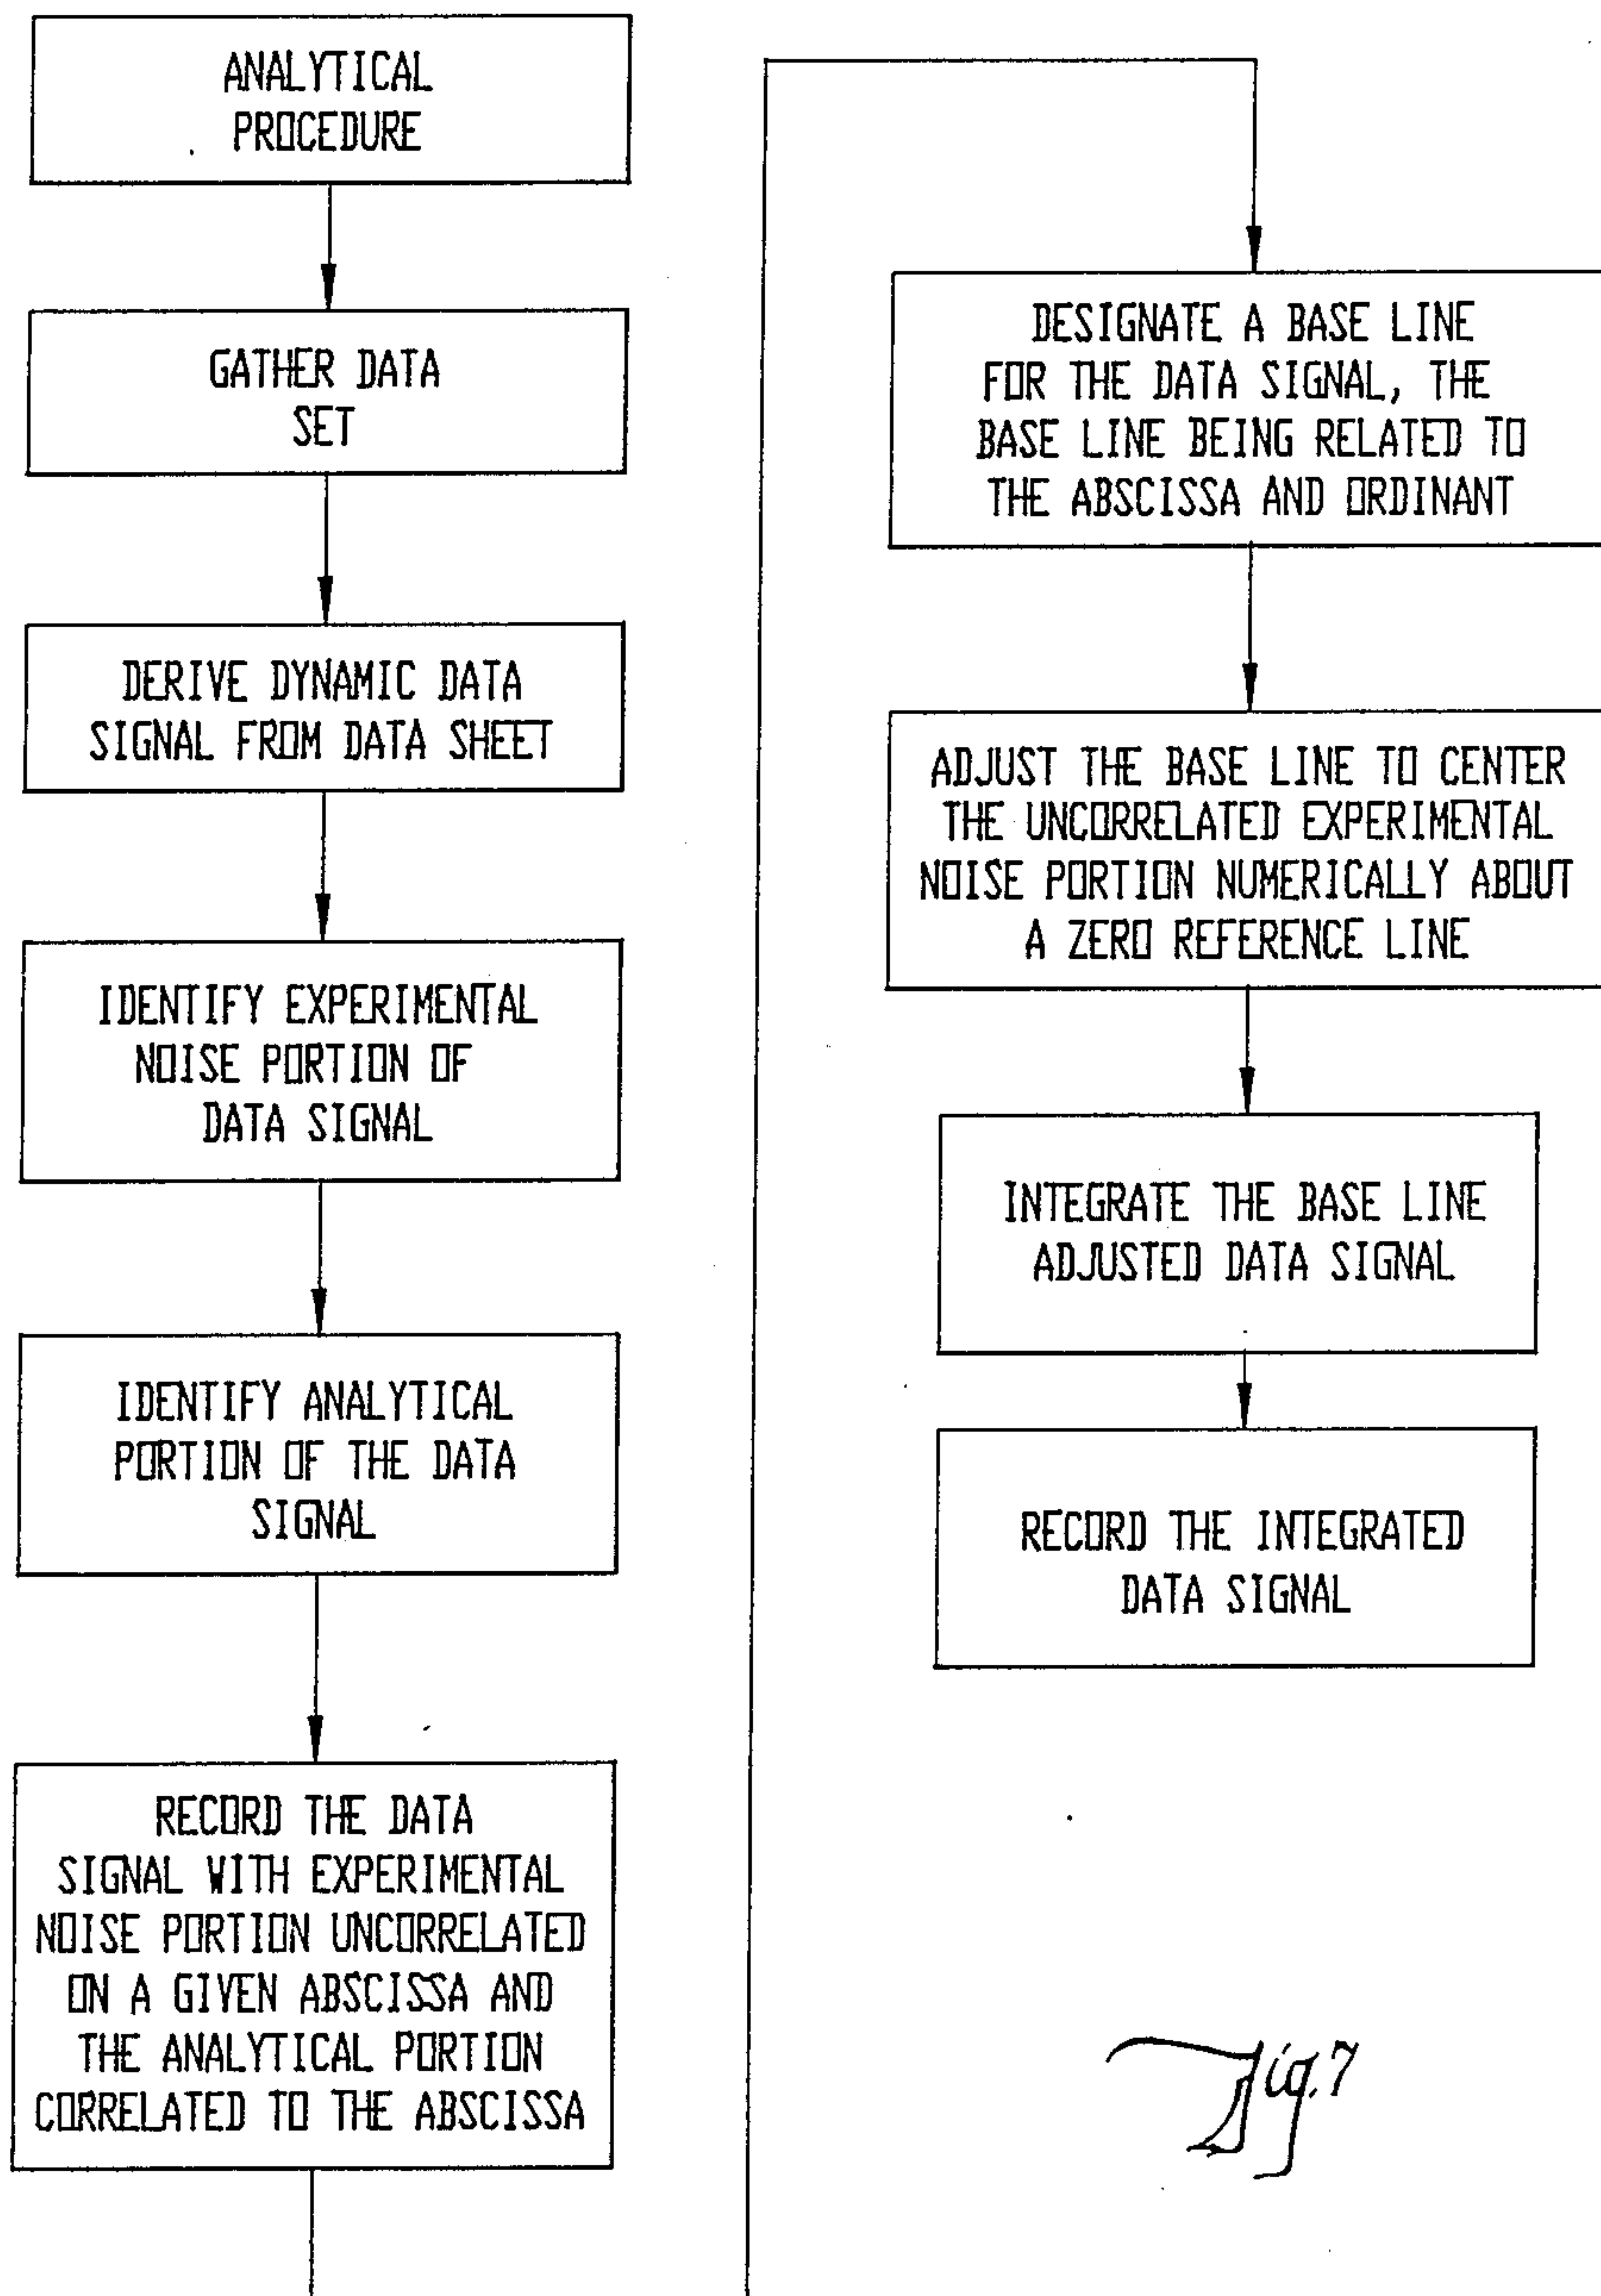 ANALYTICAL
PROCEDURE
GATHER DATA
SET
DERIVE DYNAMIC DATA
SIGNAL FROM DATA SHEET
IDENTIFY EXPERIMENTAL
NOISE PORTION OF
DATA SIGNAL
IDENTIFY ANALYTICAL
PORTION OF THE DATA
SIGNAL
RECORD THE DATA
SIGNAL WITH EXPERIMENTAL
NOISE PORTION UNCORRELATED
ON A GIVEN ABSCISSA AND
THE ANALYTICAL PORTION
CORRELATED TO THE ABSCISSA
DESIGNATE A BASE LINE
FOR THE DATA SIGNAL, THE
BASE LINE BEING RELATED TO
THE ABSCISSA AND ORDINANT
ADJUST THE BASE LINE TO CENTER
THE UNCORRELATED EXPERIMENTAL
NOISE PORTION NUMERICALLY ABOUT
A ZERO REFERENCE LINE
INTEGRATE THE BASE LINE
ADJUSTED DATA SIGNAL
RECORD THE INTEGRATED
DATA SIGNAL
Fig. 7